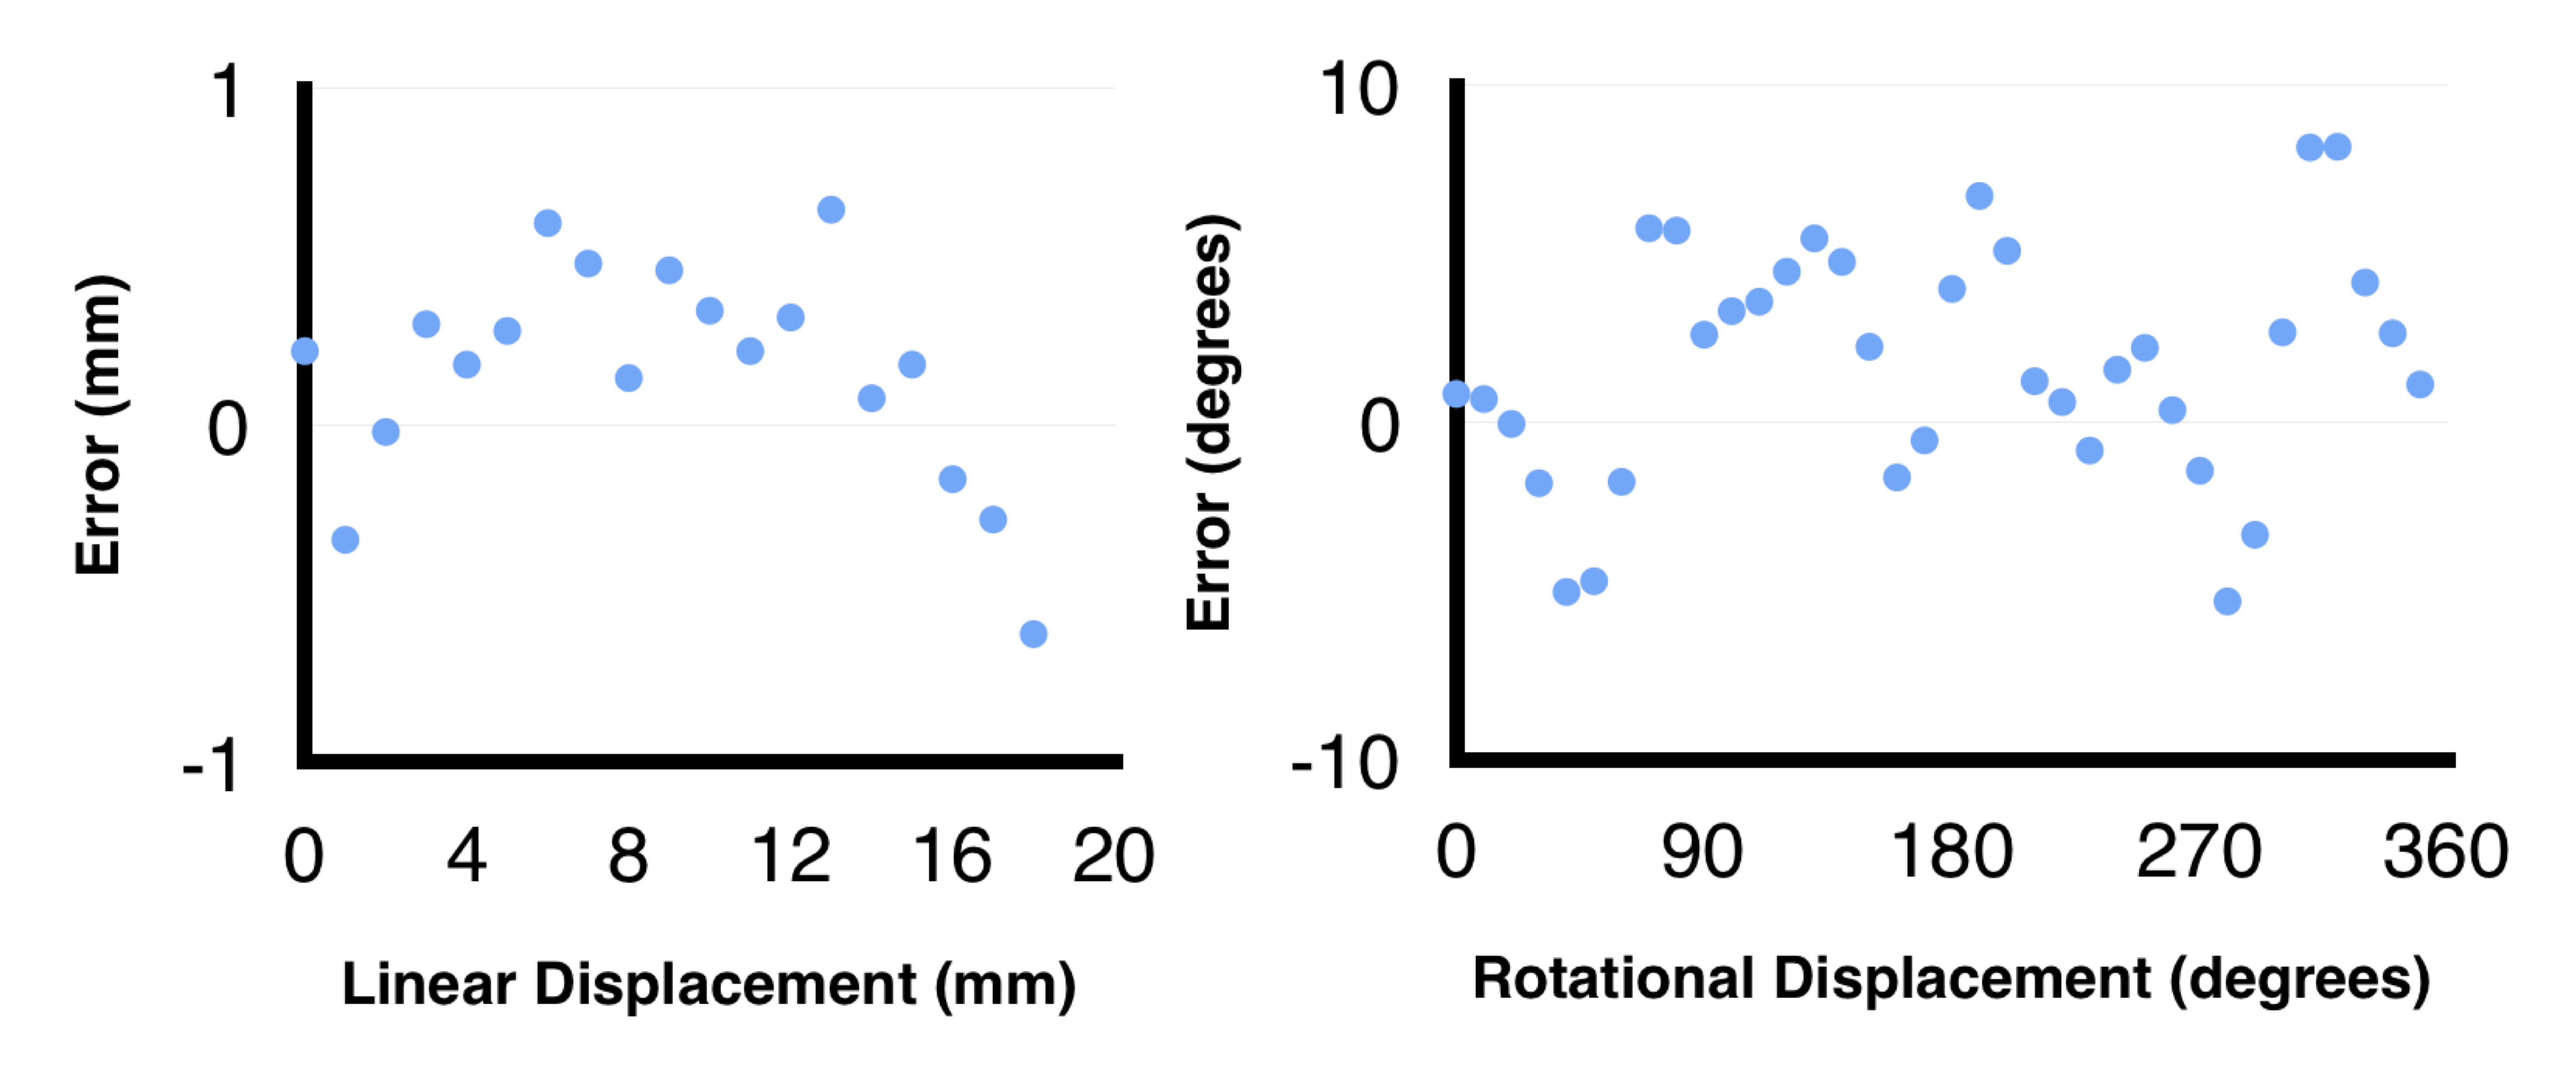 1
0
-1
Error (mm)
0 4 8 12 16 20
Linear Displacement (mm)
10
0
-10
Error (degrees)
0 90 180 270 360
Rotational Displacement (degrees)